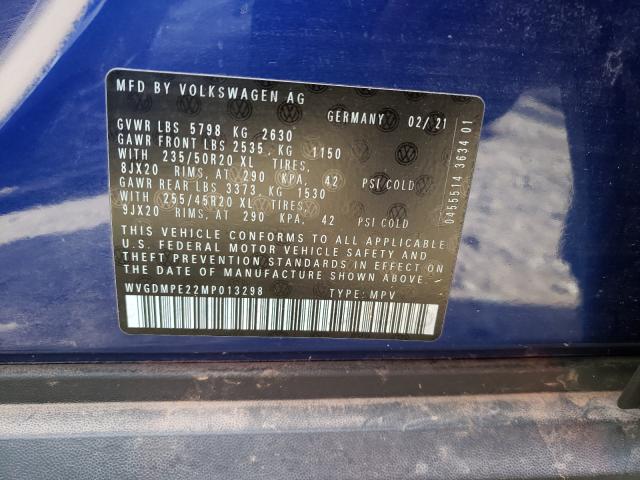 MFD BY VOLKSWAGEN AG
GERMANY 02/21
GVWR LBS 5798 KG 2630
GAWR FRONT LBS 2535, KG 1150
WITH 235/50R20 XL TIRES,
8JX20 RIMS, AT 290 KPA, 42 PSI COLD
GAWR REAR LBS 3373, KG 1530
WITH 255/45R20 XL TIRES,
9JX20 RIMS, AT 290 KPA, 42 PSI COLD
THIS VEHICLE CONFORMS TO ALL APPLICABLE
U.S. FEDERAL MOTOR VEHICLE SAFETY AND
THEFT PREVENTION STANDARDS IN EFFECT ON
THE DATE OF MANUFACTURE SHOWN ABOVE.
WVGDMPE22MP013298 TYPE: MPV
0455514 3634 01